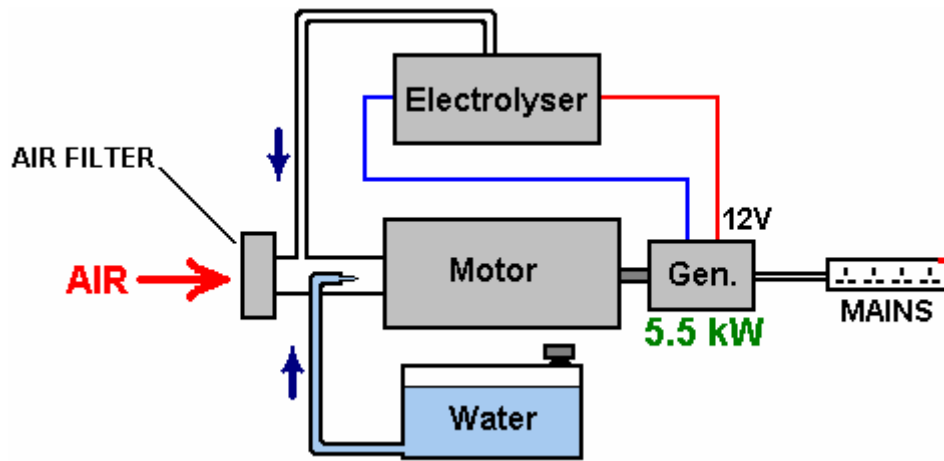 Electrolyser
AIR FILTER
12V
AIR
Motor
Gen.
MAINS
5.5 kW
Water